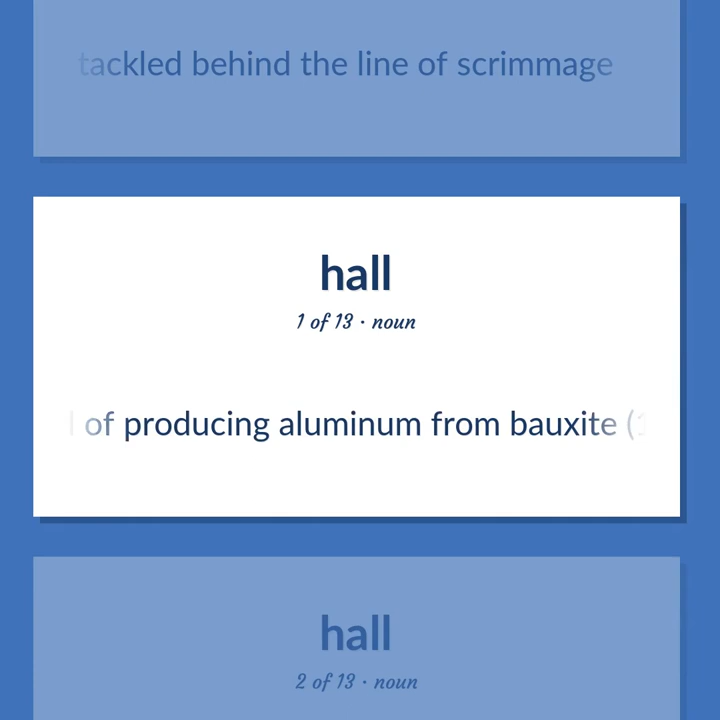 tackled behind the line of scrimmage
hall
1 of 13 · noun
of producing aluminum from bauxite (
hall
2 of 13 · noun